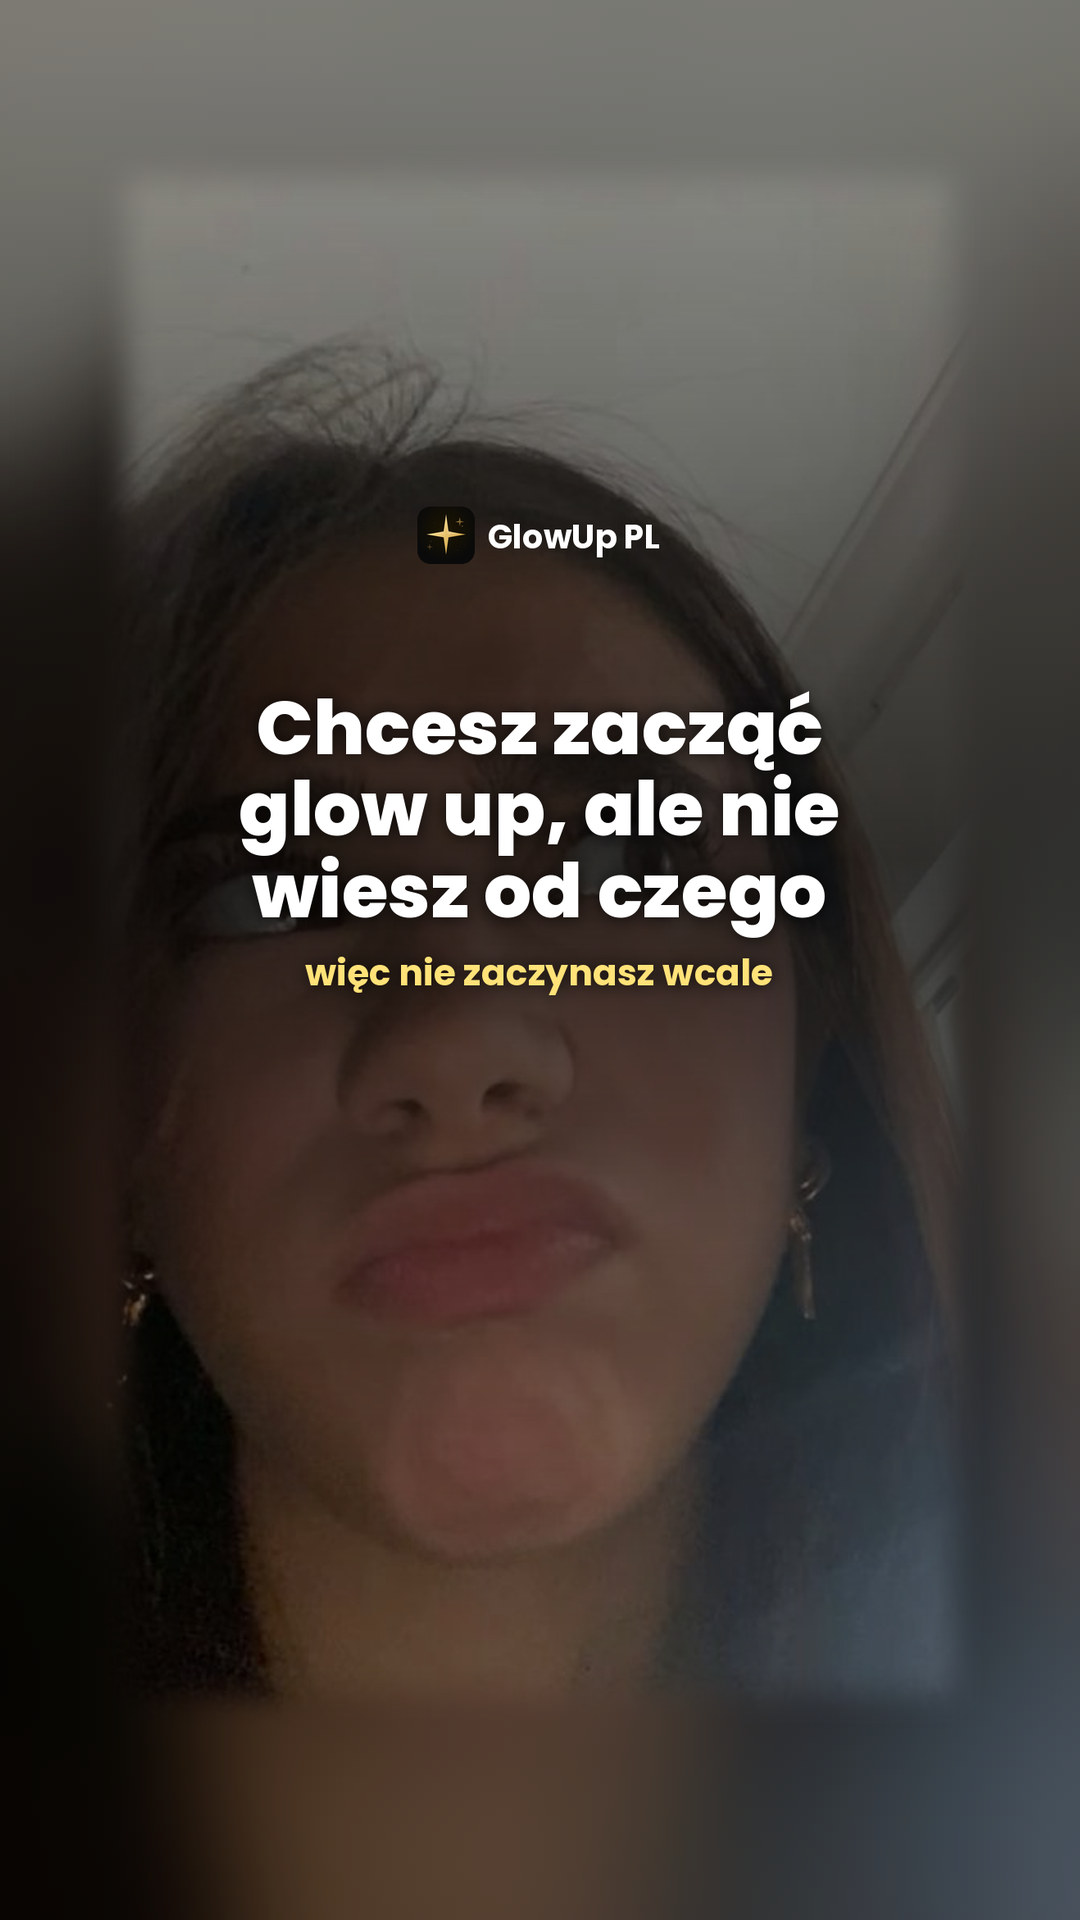 GlowUp PL
Chcesz zacząć
glow up, ale nie
wiesz od czego
więc nie zaczynasz wcale